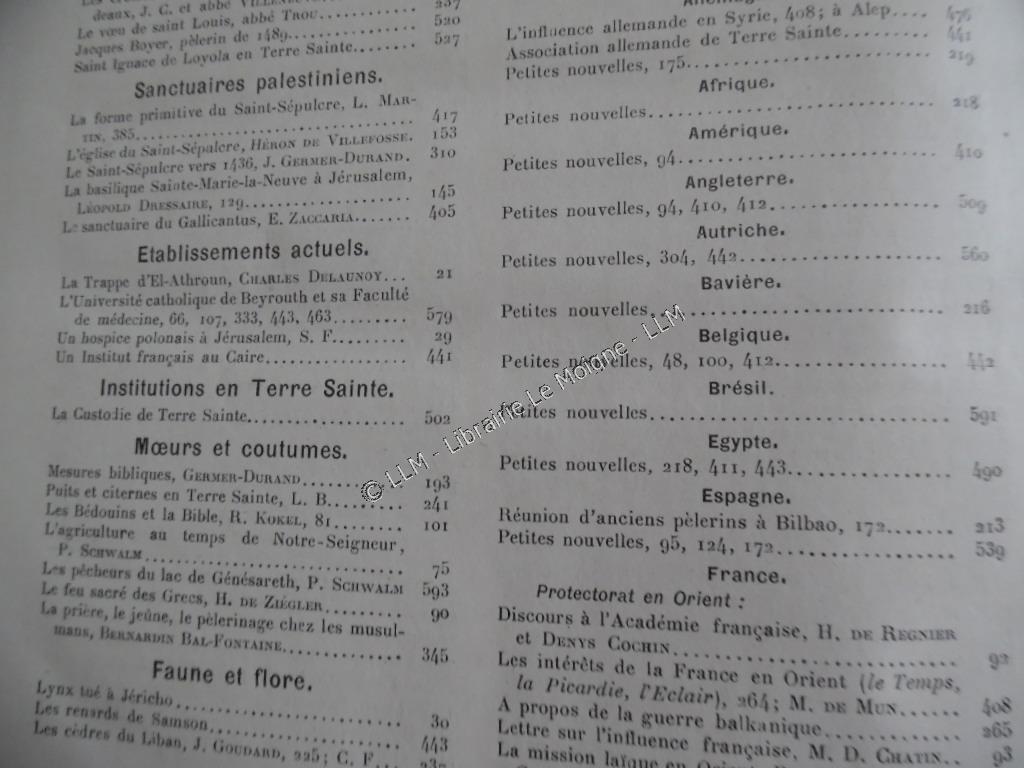 deaux, J. C. et abbé 237
Le vœu de saint Louis, abbé Trou 520
Jacques Boyer, pèlerin de 1489 527
Saint Ignace de Loyola en Terre Sainte
Sanctuaires palestiniens.
La forme primitive du Saint-Sépulcre, L. MAR-
TIN, 385 417
L'église du Saint-Sépulcre, HÉRON DE VILLEFOSSE. 153
Le Saint-Sépulcre vers 1436, J. GERMER-DURAND. 310
La basilique Sainte-Marie-la-Neuve à Jérusalem,
LÉOPOLD DRESSAIRE, 129 145
Le sanctuaire du Gallicantus, E. ZACCARIA 405
Etablissements actuels.
La Trappe d'El-Athroun, CHARLES DELAUNOY... 21
L'Université catholique de Beyrouth et sa Faculté
de médecine, 66, 107, 333, 443, 463 579
Un hospice polonais à Jérusalem, S. F. 29
Un Institut français au Caire 441
Institutions en Terre Sainte.
La Custodie de Terre Sainte 502
Mœurs et coutumes.
Mesures bibliques, GERMER-DURAND 193
Puits et citernes en Terre Sainte, L. B. 241
Les Bédouins et la Bible, R. KOKEL, 81 101
L'agriculture au temps de Notre-Seigneur,
P. SCHWALM 75
Les pêcheurs du lac de Génésareth, P. SCHWALM 593
Le feu sacré des Grecs, H. DE ZIÉGLER 90
La prière, le jeûne, le pèlerinage chez les musul-
mans, BERNARDIN BAL-FONTAINE 345
Faune et flore.
Lynx tué à Jéricho 30
Les renards de Samson 443
Les cèdres du Liban, J. GOUDARD, 225; C. F.
L'influence allemande en Syrie, 408; à Alep.... 476
Association allemande de Terre Sainte 441
Petites nouvelles, 175 219
Afrique.
Petites nouvelles 218
Amérique.
Petites nouvelles, 94 410
Angleterre.
Petites nouvelles, 94, 410, 412 509
Autriche.
Petites nouvelles, 304, 442 560
Bavière.
Petites nouvelles 216
Belgique.
Petites nouvelles, 48, 100, 412 442
Brésil.
Petites nouvelles 591
Egypte.
Petites nouvelles, 218, 411, 443 490
Espagne.
Réunion d'anciens pèlerins à Bilbao, 172 213
Petites nouvelles, 95, 124, 172 539
France.
Protectorat en Orient :
Discours à l'Académie française, H. DE REGNIER
et DENYS COCHIN 92
Les intérêts de la France en Orient (le Temps,
la Picardie, l'Eclair), 264; M. DE MUN 408
A propos de la guerre balkanique 265
Lettre sur l'influence française, M. D. CHATIN 93
La mission laïque en
© LLM - Librairie Le Moigne - LLM